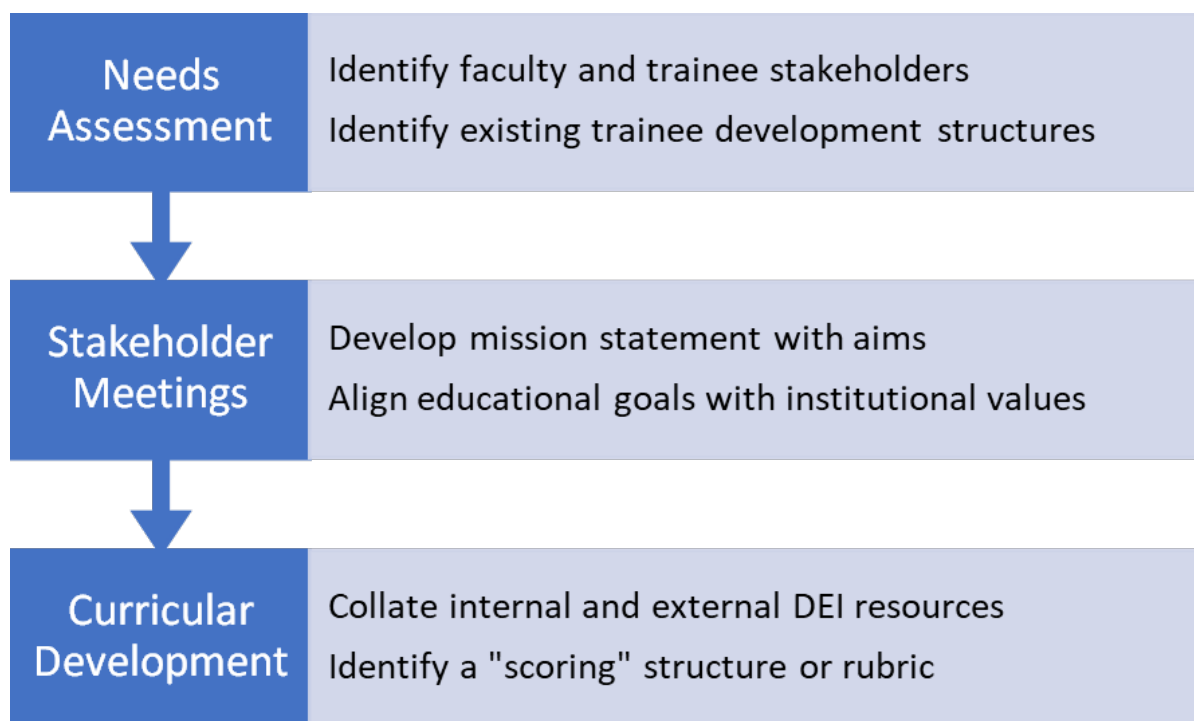 Needs
Assessment
Identify faculty and trainee stakeholders
Identify existing trainee development structures
Stakeholder
Meetings
Develop mission statement with aims
Align educational goals with institutional values
Curricular
Development
Collate internal and external DEI resources
Identify a "scoring" structure or rubric